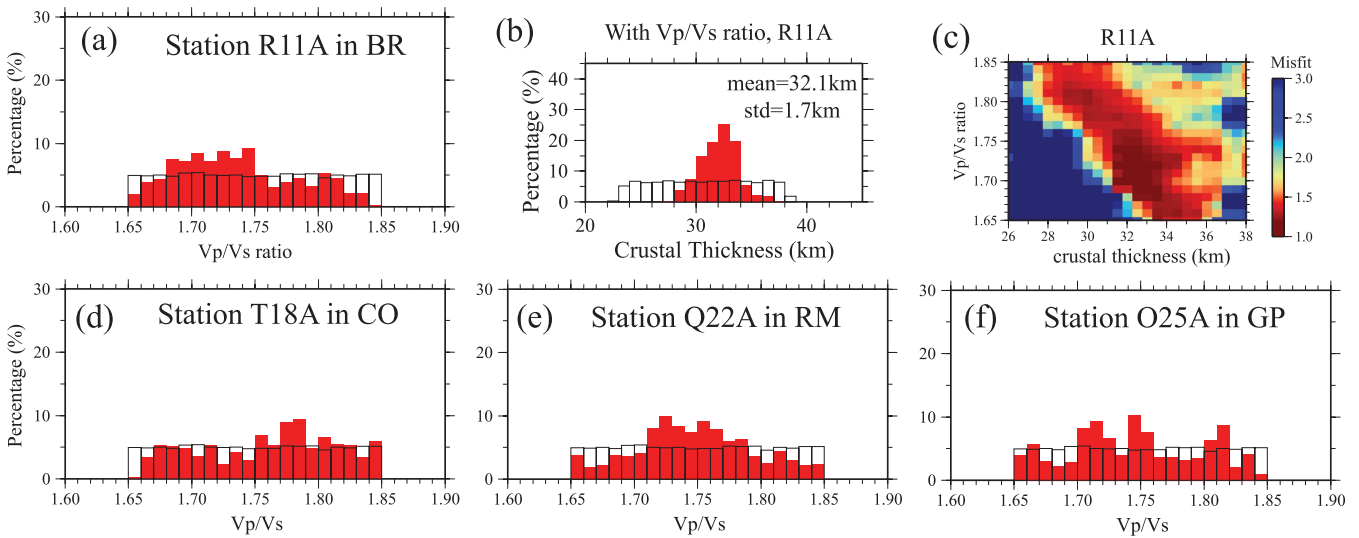 (a)
Station R11A in BR
30
20
10
0
Percentage (%)
1.60 1.65 1.70 1.75 1.80 1.85 1.90
Vp/Vs ratio
(b)
With Vp/Vs ratio, R11A
mean=32.1km
std=1.7km
40
30
20
10
0
Percentage (%)
20 30 40
Crustal Thickness (km)
(c)
R11A
1.85
1.80
1.75
1.70
1.65
Vp/Vs ratio
26 28 30 32 34 36 38
crustal thickness (km)
Misfit
3.0
2.5
2.0
1.5
1.0
(d)
Station T18A in CO
30
20
10
0
Percentage (%)
1.60 1.65 1.70 1.75 1.80 1.85 1.90
Vp/Vs
(e)
Station Q22A in RM
30
20
10
0
1.60 1.65 1.70 1.75 1.80 1.85 1.90
Vp/Vs
(f)
Station O25A in GP
30
20
10
0
1.60 1.65 1.70 1.75 1.80 1.85 1.90
Vp/Vs